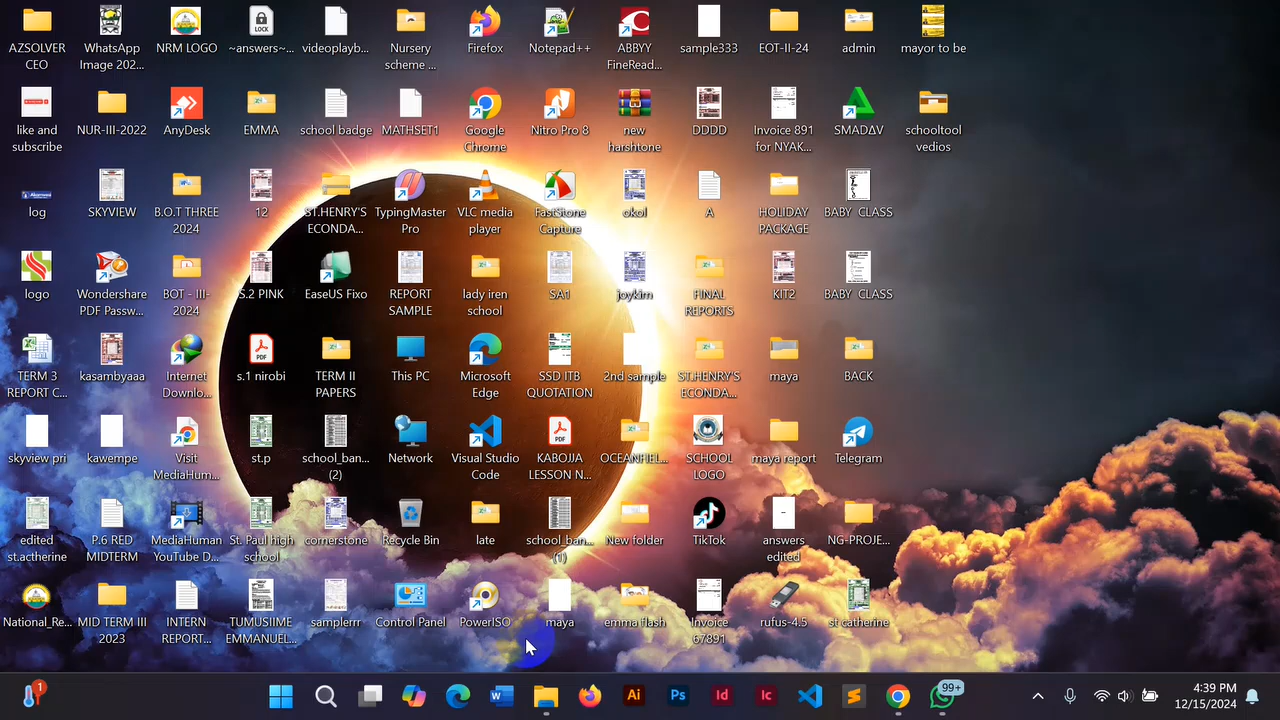 AZSOLVER
CEO
WhatsApp
Image 202...
NRM LOGO
~answers~...
videoplayb...
Nursery
scheme ...
Firefox
Notepad++
ABBYY
FineRead...
sample333
EOT-II-24
admin
mayor to be
like and
subscribe
NUR-III-2022
AnyDesk
EMMA
school badge
MATHSET1
Google
Chrome
Nitro Pro 8
new
harshtone
DDDD
Invoice 891
for NYAK...
SMADΔV
schooltool
vedios
log
SKYVIEW
B.O.T THREE
2024
12
ST.HENRY'S
ECONDA...
TypingMaster
Pro
VLC media
player
FastStone
Capture
okol
A
HOLIDAY
PACKAGE
BABY CLASS
logo
Wondershare
PDF Passw...
BOT - III-
2024
S.2 PINK
EaseUS Fixo
REPORT
SAMPLE
lady iren
school
SA1
joykim
FINAL
REPORTS
KIT2
BABY CLASS
TERM 3
REPORT C...
kasambyaaa
Internet
Downlo...
PDF
s.1 nirobi
TERM II
PAPERS
This PC
Microsoft
Edge
SSD ITB
QUOTATION
2nd sample
ST.HENRY'S
ECONDA...
maya
BACK
skyview pri
kawempe
Visit
MediaHum...
st.p
school_ban...
(2)
Network
Visual Studio
Code
PDF
KABOJJA
LESSON N...
OCEANFIEL...
SCHOOL
LOGO
maya report
Telegram
edited
st.actherine
P.6 RED
MIDTERM
MediaHuman
YouTube D...
St. Paul high
school
cornerstone
Recycle Bin
late
school_ban...
(1)
New folder
TikTok
answers
edited
NG-PROJE...
National_Re...
MID TERM III
2023
INTERN
REPORT...
TUMUSIIME
EMMANUEL...
samplerrr
Control Panel
PowerISO
maya
emma flash
Invoice
67891
rufus-4.5
st catherine
1
W
Ai
Ps
Id
Ic
S
99+
4:39 PM
12/15/2024